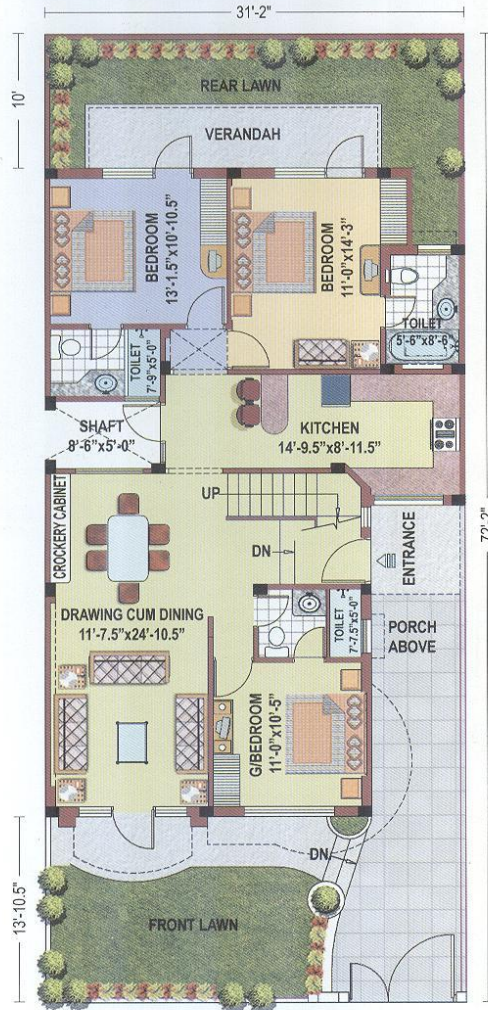 31'-2"
10'
REAR LAWN
VERANDAH
BEDROOM
13'-1.5"x10'-10.5"
BEDROOM
11'-0"x14'-3"
TOILET
5'-6"x8'-6"
TOILET
7'-9"x5'-0"
SHAFT
8'-6"x5'-0"
KITCHEN
14'-9.5"x8'-11.5"
CROCKERY CABINET
UP
DN
ENTRANCE
72'-2"
DRAWING CUM DINING
11'-7.5"x24'-10.5"
TOILET
7'-7.5"x5'-0"
PORCH
ABOVE
G/BEDROOM
11'-0"x10'-5"
DN
13'-10.5"
FRONT LAWN